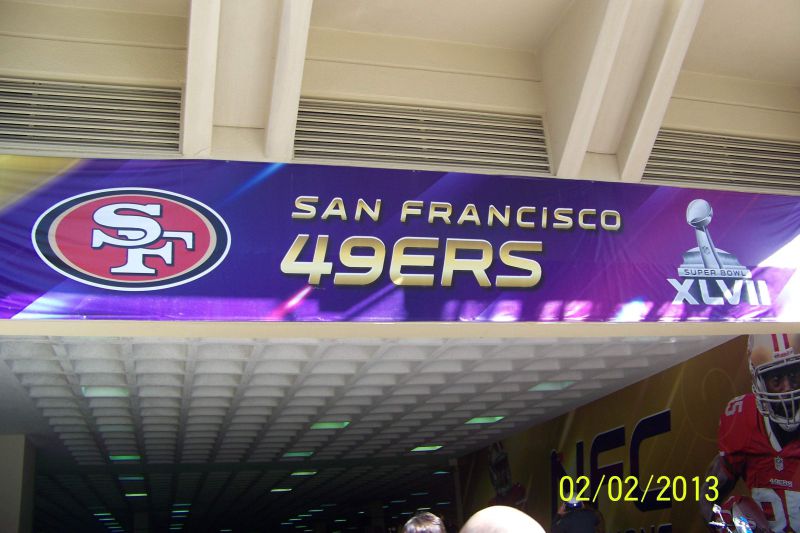 SF
SAN FRANCISCO
49ERS
SUPER BOWL
XLVII
NFC
49ERS
02/02/2013